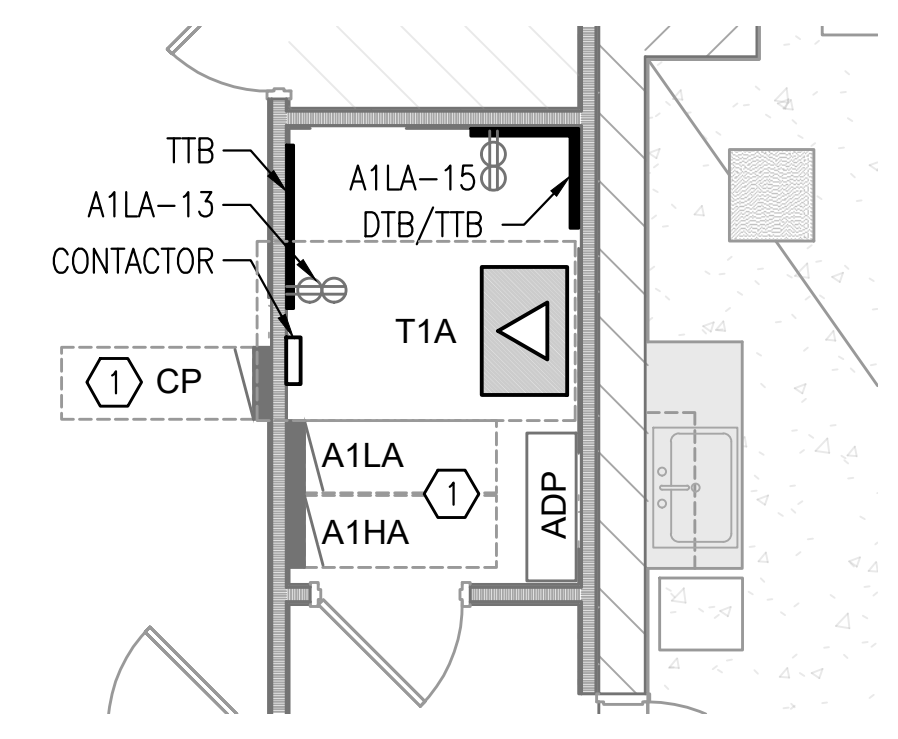 TTB
A1LA-15
A1LA-13
DTB/TTB
CONTACTOR
T1A
1 CP
A1LA
1
ADP
A1HA